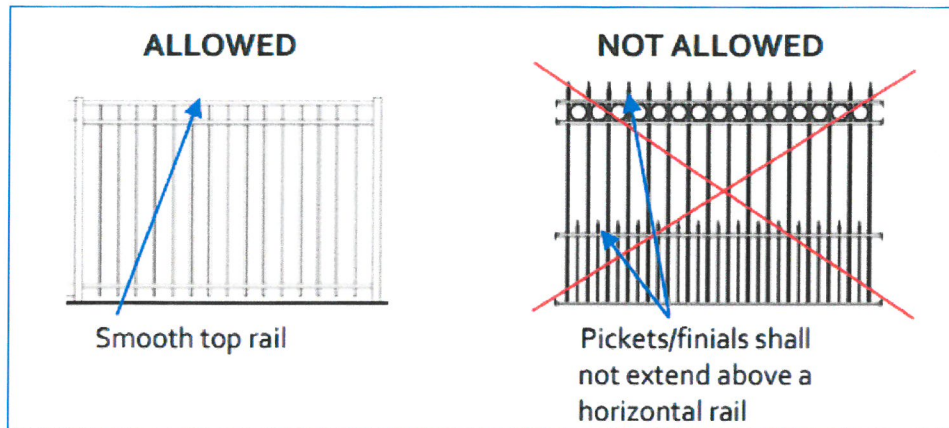 ALLOWED
Smooth top rail
NOT ALLOWED
Pickets/finials shall
not extend above a
horizontal rail